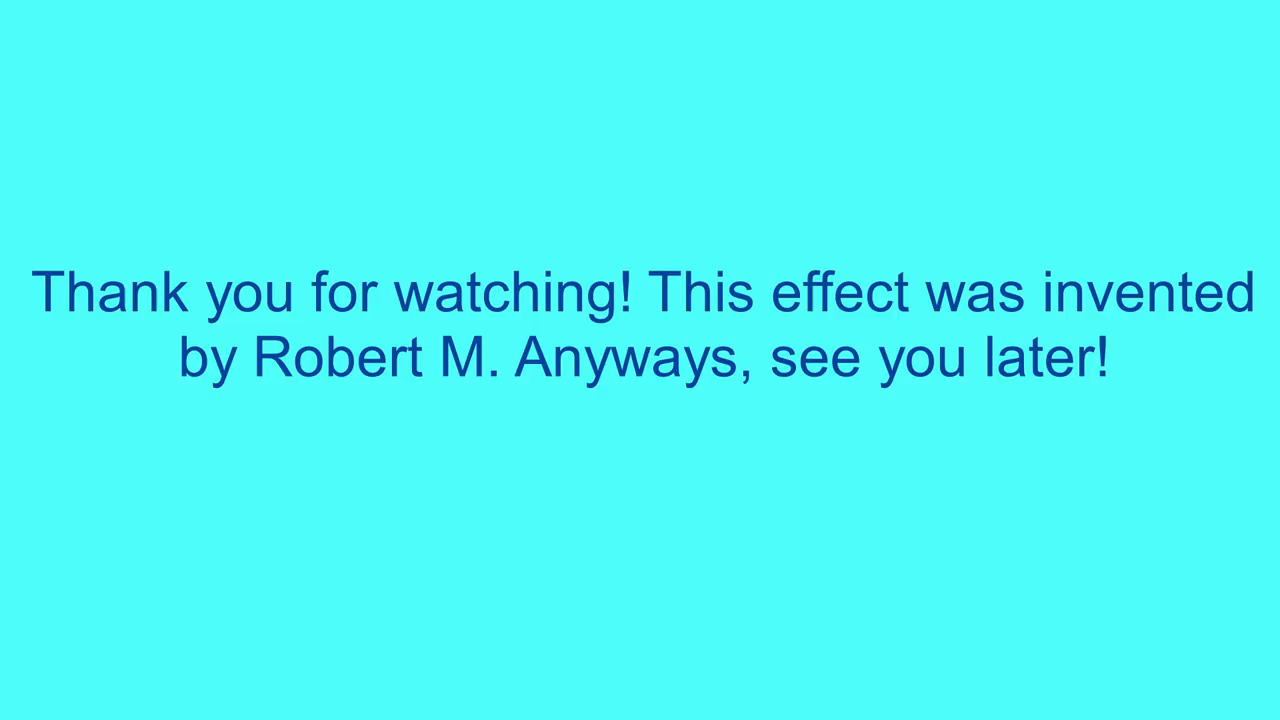 Thank you for watching! This effect was invented
by Robert M. Anyways, see you later!